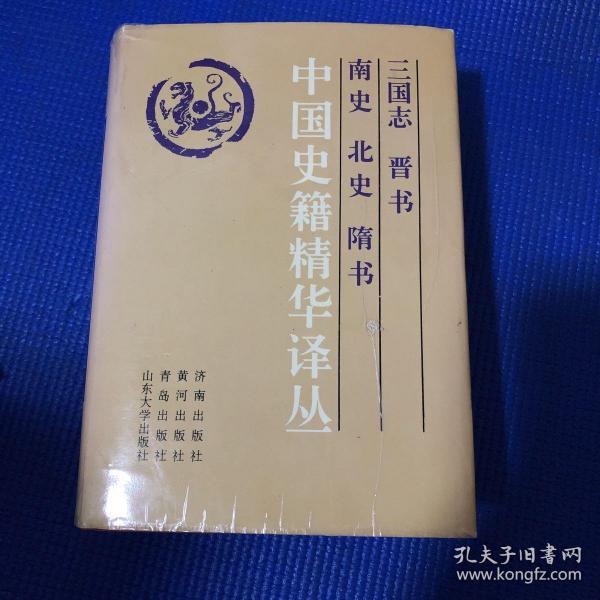 三国志 晋书
南史 北史 隋书
中国史籍精华译丛
济南出版社
黄河出版社
青岛出版社
山东大学出版社
孔夫子旧书网
www.kongfz.com